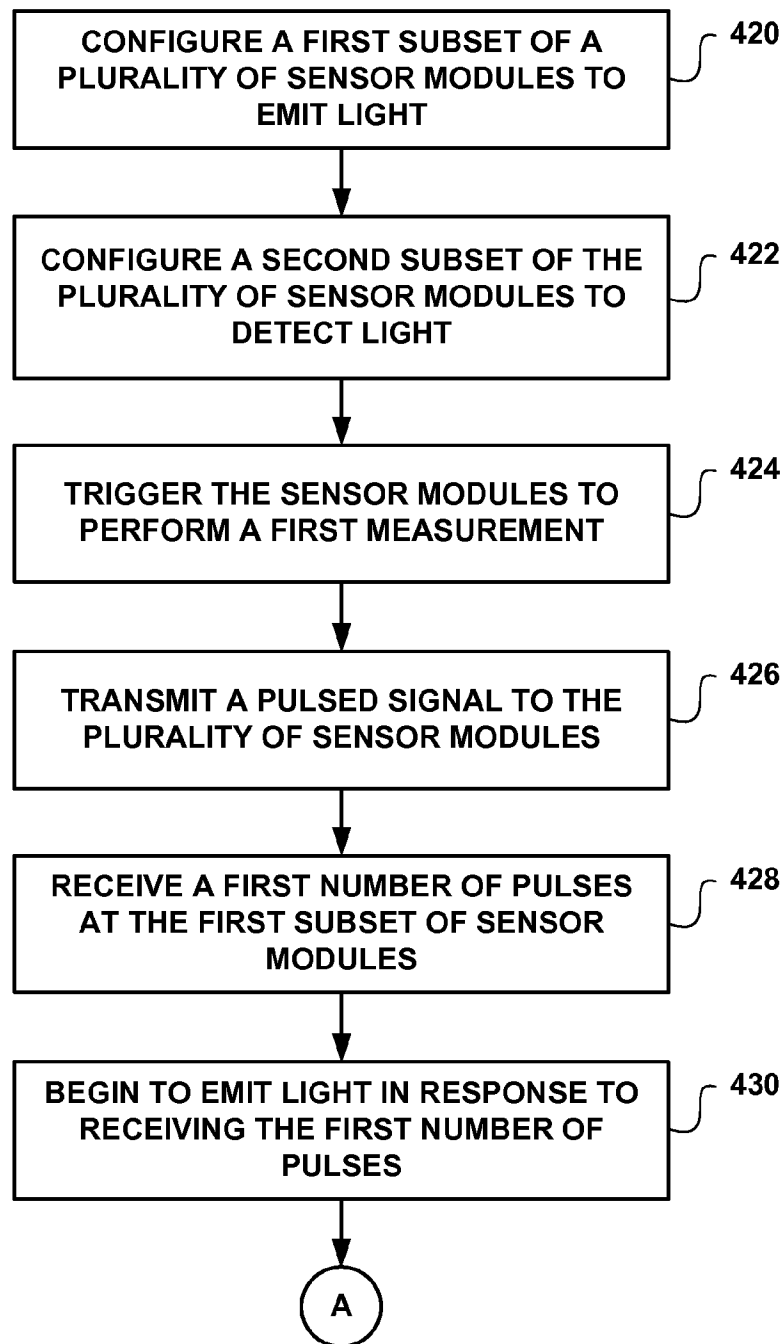 CONFIGURE A FIRST SUBSET OF A
PLURALITY OF SENSOR MODULES TO
EMIT LIGHT
420
CONFIGURE A SECOND SUBSET OF THE
PLURALITY OF SENSOR MODULES TO
DETECT LIGHT
422
TRIGGER THE SENSOR MODULES TO
PERFORM A FIRST MEASUREMENT
424
TRANSMIT A PULSED SIGNAL TO THE
PLURALITY OF SENSOR MODULES
426
RECEIVE A FIRST NUMBER OF PULSES
AT THE FIRST SUBSET OF SENSOR
MODULES
428
BEGIN TO EMIT LIGHT IN RESPONSE TO
RECEIVING THE FIRST NUMBER OF
PULSES
430
A